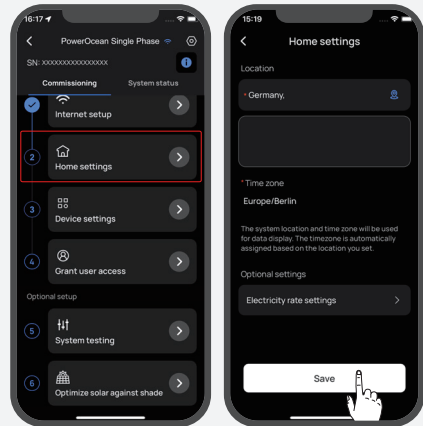 16:17
PowerOcean Single Phase
SN: XXXXXXXXXXXXXXXX
Commissioning
System status
Internet setup
2
Home settings
3
Device settings
4
Grant user access
Optional setup
5
System testing
6
Optimize solar against shade
15:19
Home settings
Location
* Germany,
* Time zone
Europe/Berlin
The system location and time zone will be used
for data display. The timezone is automatically
assigned based on the location you set.
Optional settings
Electricity rate settings
Save